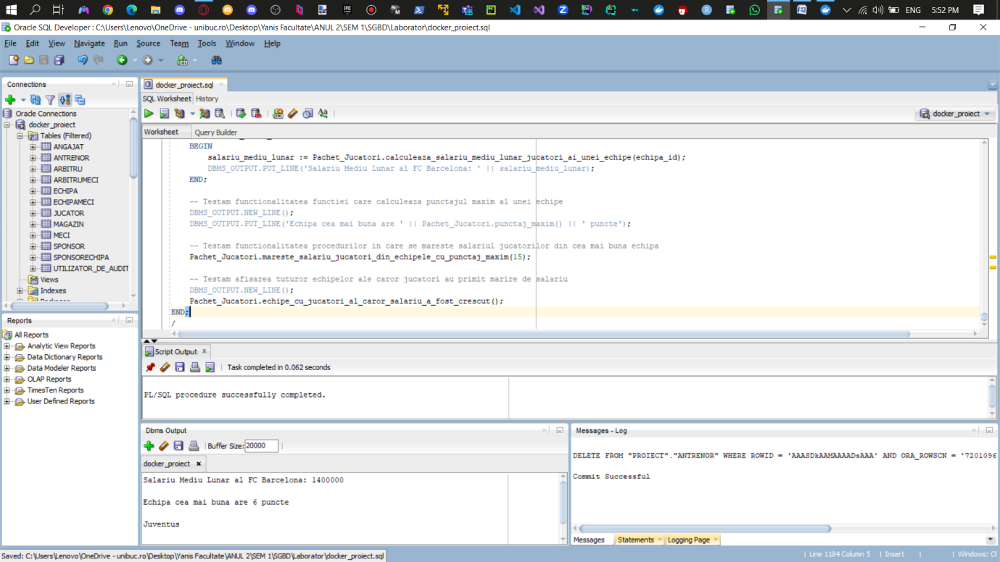 ENG 5:52 PM
Oracle SQL Developer : C:\Users\Lenovo\OneDrive - unibuc.ro\Desktop\Yanis Facultate\ANUL 2\SEM 1\SGBD\Laborator\docker_proiect.sql
File Edit View Navigate Run Source Team Tools Window Help
Connections
Oracle Connections
docker_proiect
Tables (Filtered)
ANGAJAT
ANTRENOR
ARBITRU
ARBITRUMECI
ECHIPA
ECHIPAMECI
JUCATOR
MAGAZIN
MECI
SPONSOR
SPONSORECHIPA
UTILIZATOR_DE_AUDIT
Views
Indexes
Reports
All Reports
Analytic View Reports
Data Dictionary Reports
Data Modeler Reports
OLAP Reports
TimesTen Reports
User Defined Reports
docker_proiect.sql
SQL Worksheet History
docker_proiect
Worksheet Query Builder
BEGIN
salariu_mediu_lunar := Pachet_Jucatori.calculeaza_salariu_mediu_lunar_jucatori_ai_unei_echipe(echipa_id);
DBMS_OUTPUT.PUT_LINE('Salariu Mediu Lunar al FC Barcelona: ' || salariu_mediu_lunar);
END;
-- Testam functionalitatea functiei care calculeaza punctajul maxim al unei echipe
DBMS_OUTPUT.NEW_LINE();
DBMS_OUTPUT.PUT_LINE('Echipa cea mai buna are ' || Pachet_Jucatori.punctaj_maxim() || ' puncte');
-- Testam functionalitatea procedurilor in care se mareste salariul jucatorilor din cea mai buna echipa
Pachet_Jucatori.mareste_salariu_jucatori_din_echipele_cu_punctaj_maxim(15);
-- Testam afisarea tuturor echipelor ale caror jucatori au primit marire de salariu
DBMS_OUTPUT.NEW_LINE();
Pachet_Jucatori.echipe_cu_jucatori_al_caror_salariu_a_fost_crescut();
END;
/
Script Output
Task completed in 0.062 seconds
PL/SQL procedure successfully completed.
Dbms Output
Buffer Size: 20000
docker_proiect
Salariu Mediu Lunar al FC Barcelona: 1400000
Echipa cea mai buna are 6 puncte
Juventus
Messages - Log
DELETE FROM "PROIECT"."ANTRENOR" WHERE ROWID = 'AAASDkAAMAAAADsAAA' AND ORA_ROWSCN = '7201096
Commit Successful
Messages Statements Logging Page
Saved: C:\Users\Lenovo\OneDrive - unibuc.ro\Desktop\Yanis Facultate\ANUL 2\SEM 1\SGBD\Laborator\docker_proiect.sql
Line 1184 Column 5 Insert Windows: C